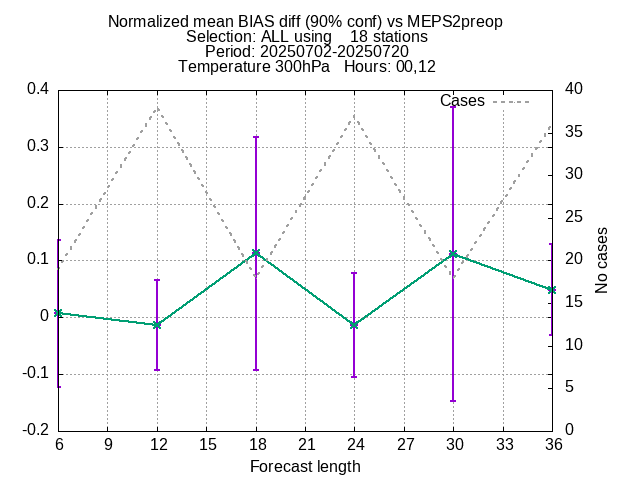 Normalized mean BIAS diff (90% conf) vs MEPS2preop
Selection: ALL using    18 stations
Period: 20250702-20250720
Temperature 300hPa   Hours: 00,12
Cases
0.4
0.3
0.2
0.1
0
-0.1
-0.2
40
35
30
25
20
15
10
5
0
No cases
6 9 12 15 18 21 24 27 30 33 36
Forecast length